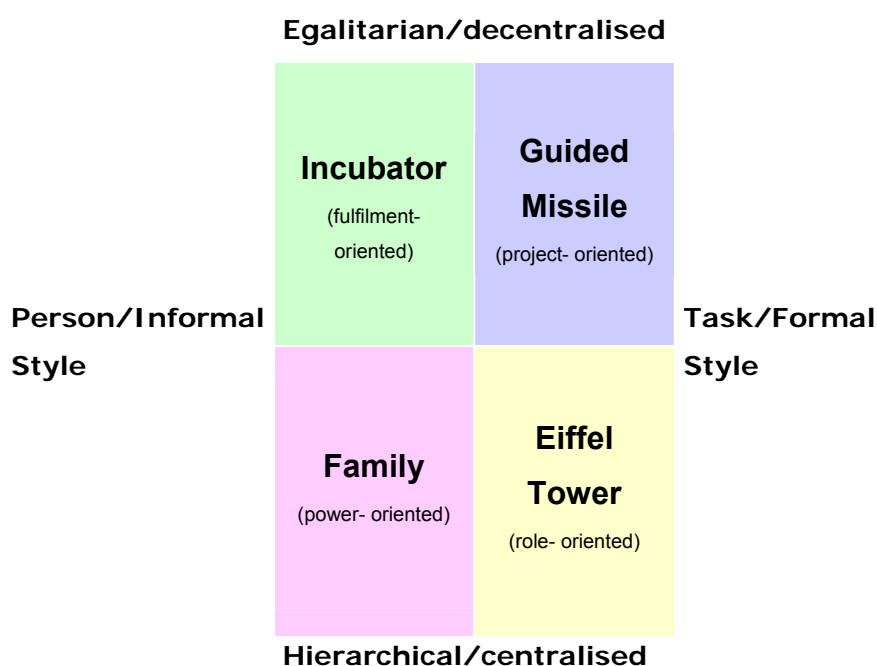 Egalitarian/decentralised
Incubator
(fulfilment-
oriented)
Guided
Missile
(project- oriented)
Person/Informal
Style
Task/Formal
Style
Family
(power- oriented)
Eiffel
Tower
(role- oriented)
Hierarchical/centralised